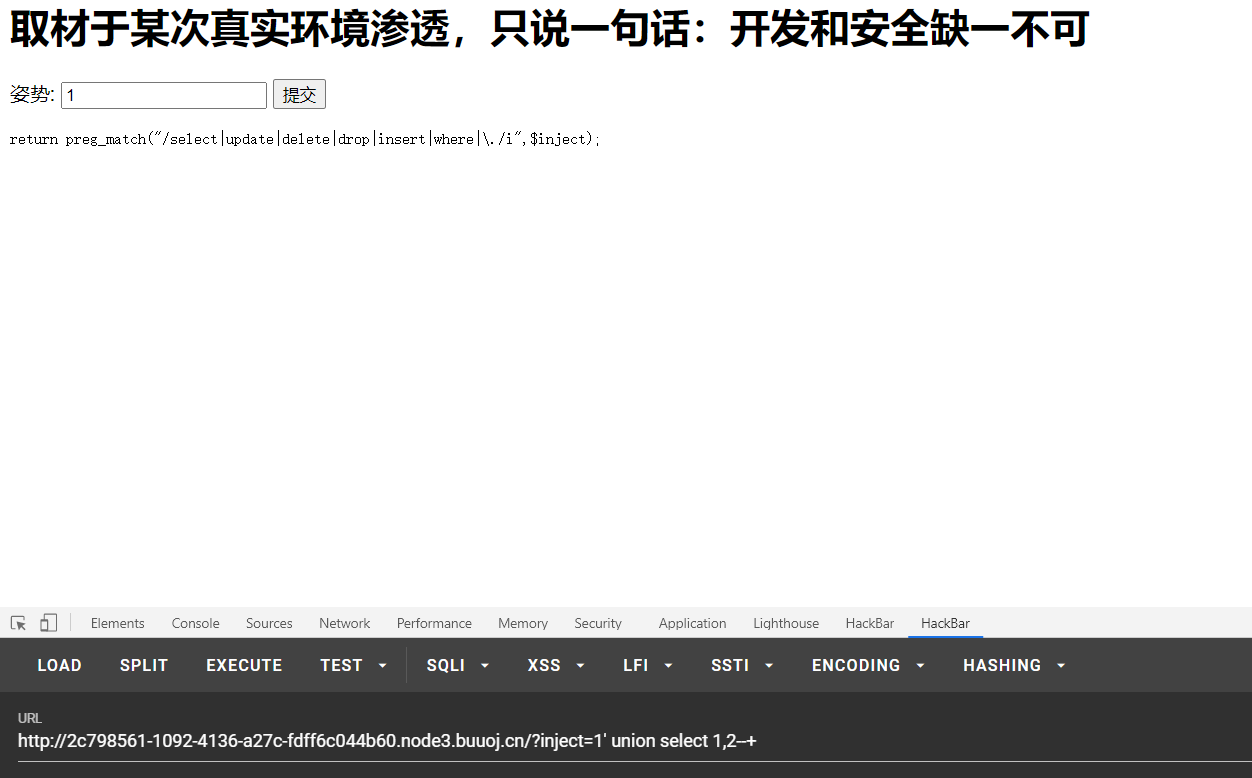 取材于某次真实环境渗透，只说一句话：开发和安全缺一不可
姿势: 1 提交
return preg_match("/select|update|delete|drop|insert|where|\./i",$inject);
Elements Console Sources Network Performance Memory Security Application Lighthouse HackBar HackBar
LOAD SPLIT EXECUTE TEST SQLI XSS LFI SSTI ENCODING HASHING
URL
http://2c798561-1092-4136-a27c-fdff6c044b60.node3.buuoj.cn/?inject=1' union select 1,2--+